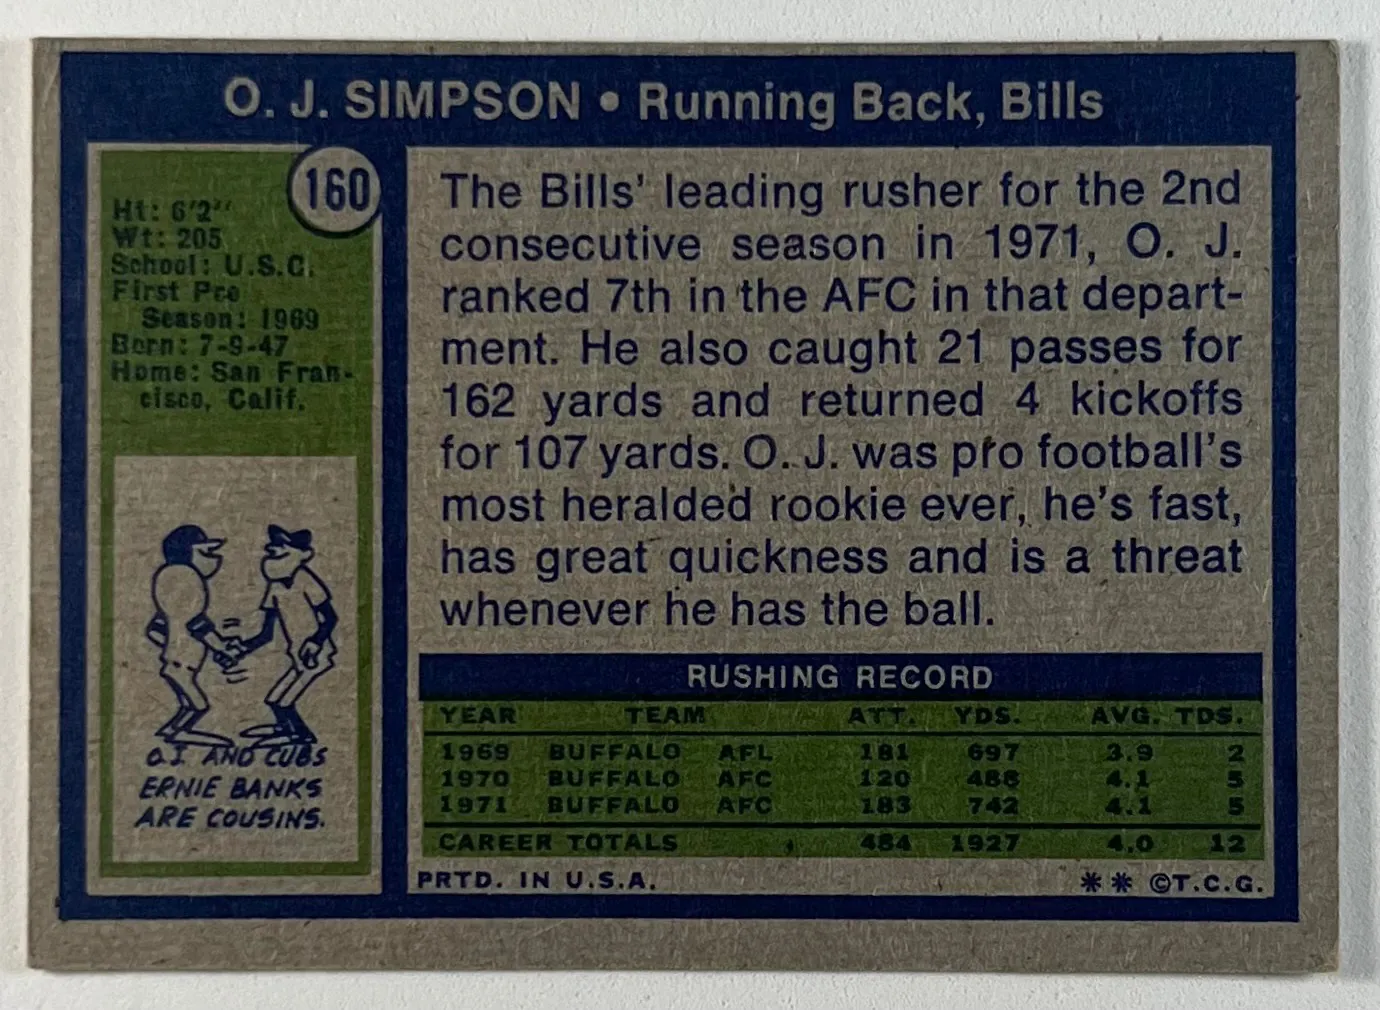 O. J. SIMPSON • Running Back, Bills
160
Ht: 6'2"
Wt: 205
School: U.S.C.
First Pro
Season: 1969
Born: 7-9-47
Home: San Fran-
cisco, Calif.
O.J. AND CUBS
ERNIE BANKS
ARE COUSINS.
The Bills' leading rusher for the 2nd
consecutive season in 1971, O. J.
ranked 7th in the AFC in that depart-
ment. He also caught 21 passes for
162 yards and returned 4 kickoffs
for 107 yards. O. J. was pro football's
most heralded rookie ever, he's fast,
has great quickness and is a threat
whenever he has the ball.
RUSHING RECORD
YEAR TEAM ATT. YDS. AVG. TDS.
1969 BUFFALO AFL 181 697 3.9 2
1970 BUFFALO AFC 120 488 4.1 5
1971 BUFFALO AFC 183 742 4.1 5
CAREER TOTALS 484 1927 4.0 12
PRTD. IN U.S.A. ** ©T.C.G.